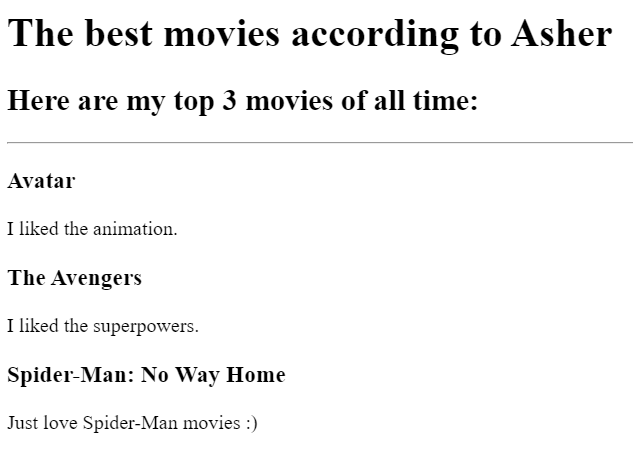 The best movies according to Asher
Here are my top 3 movies of all time:
Avatar
I liked the animation.
The Avengers
I liked the superpowers.
Spider-Man: No Way Home
Just love Spider-Man movies :)